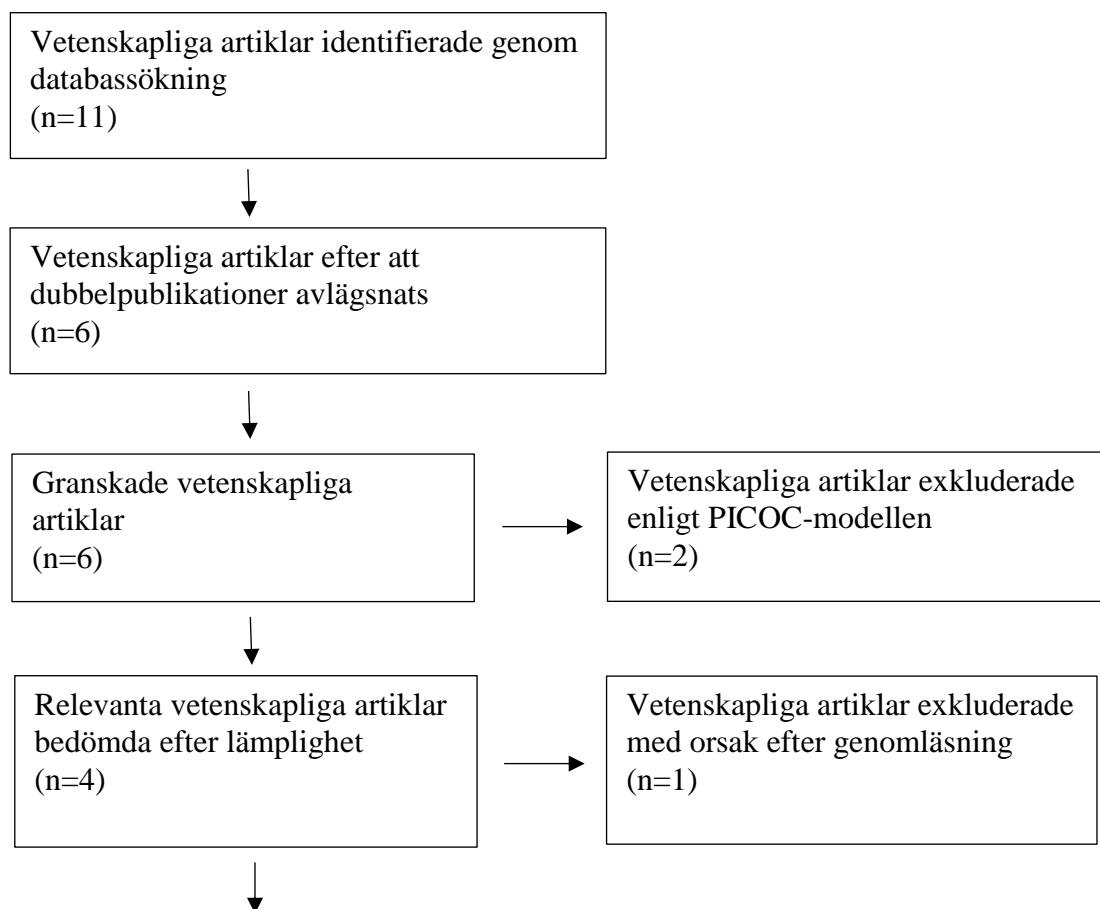 Vetenskapliga artiklar identifierade genom
databassökning
(n=11)
Vetenskapliga artiklar efter att
dubbelpublikationer avlägsnats
(n=6)
Granskade vetenskapliga
artiklar
(n=6)
Vetenskapliga artiklar exkluderade
enligt PICOC-modellen
(n=2)
Relevanta vetenskapliga artiklar
bedömda efter lämplighet
(n=4)
Vetenskapliga artiklar exkluderade
med orsak efter genomläsning
(n=1)